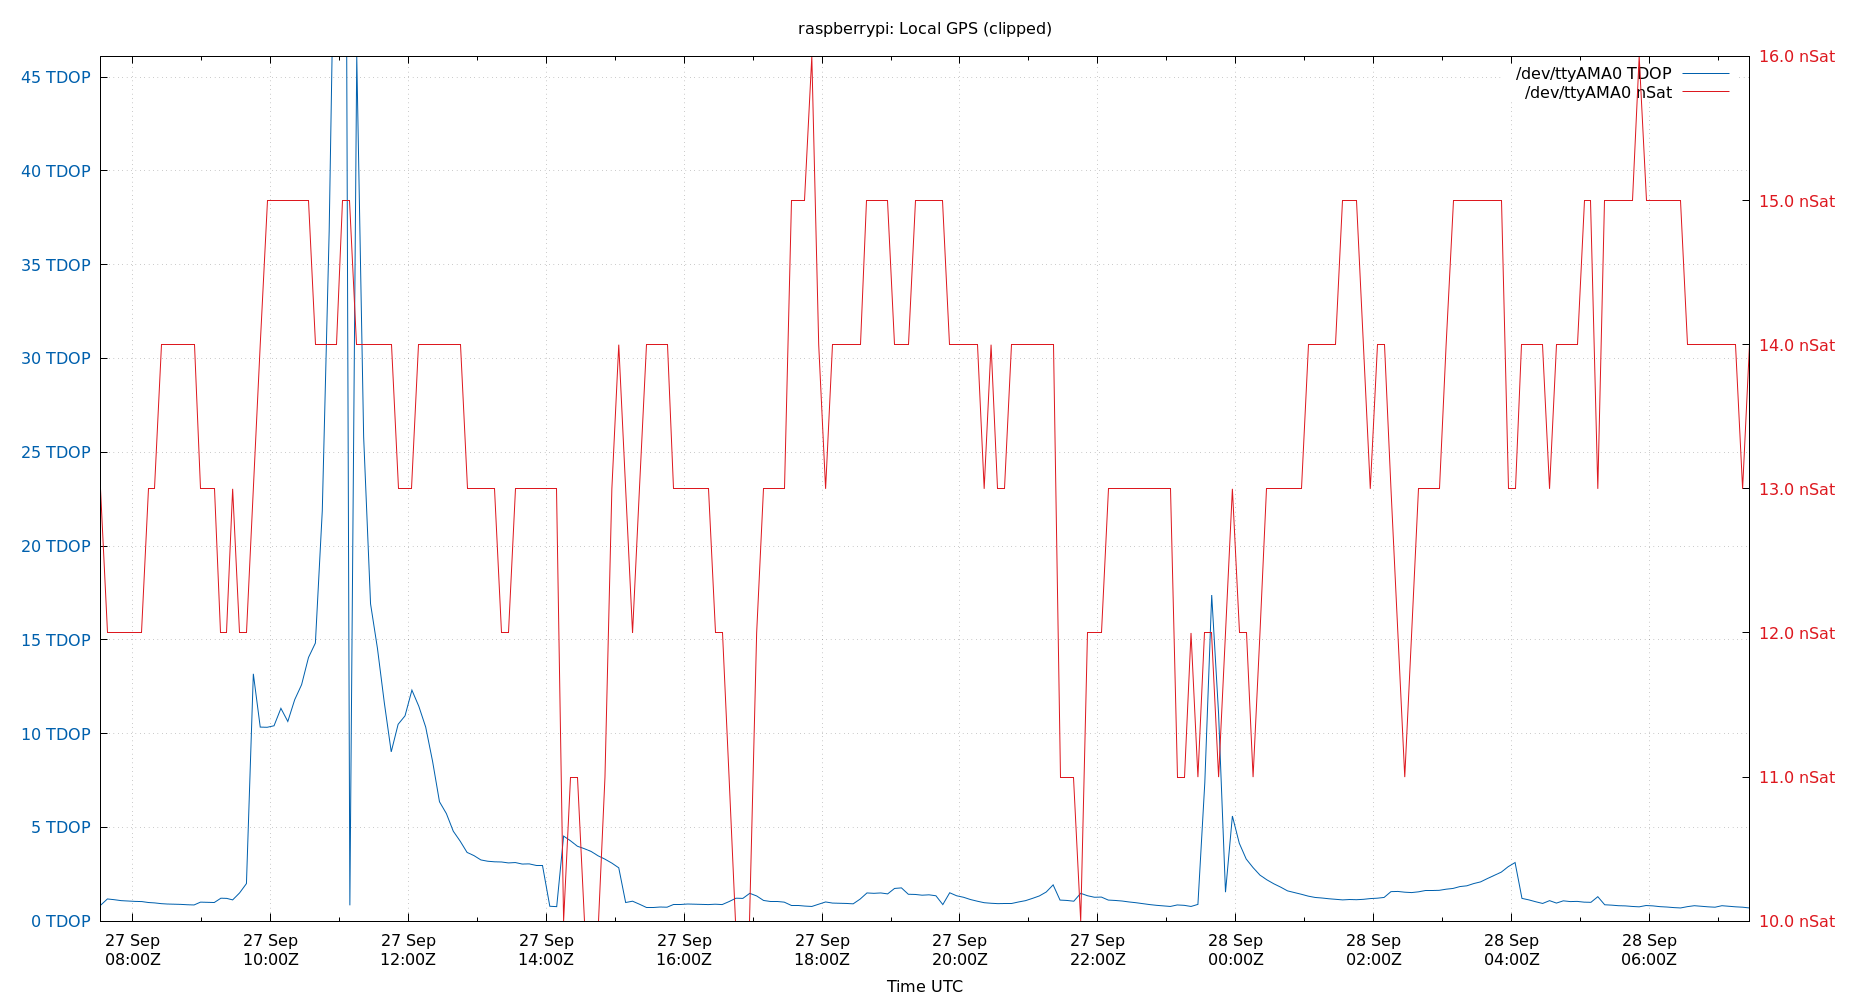 raspberrypi: Local GPS (clipped)
45 TDOP
40 TDOP
35 TDOP
30 TDOP
25 TDOP
20 TDOP
15 TDOP
10 TDOP
5 TDOP
0 TDOP
16.0 nSat
15.0 nSat
14.0 nSat
13.0 nSat
12.0 nSat
11.0 nSat
10.0 nSat
/dev/ttyAMA0 TDOP
/dev/ttyAMA0 nSat
27 Sep
08:00Z
27 Sep
10:00Z
27 Sep
12:00Z
27 Sep
14:00Z
27 Sep
16:00Z
27 Sep
18:00Z
27 Sep
20:00Z
27 Sep
22:00Z
28 Sep
00:00Z
28 Sep
02:00Z
28 Sep
04:00Z
28 Sep
06:00Z
Time UTC